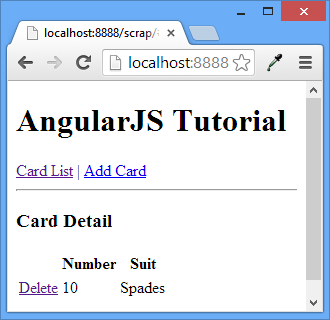 localhost:8888/scrap/
localhost:8888
AngularJS Tutorial
Card List | Add Card
Card Detail
Number Suit
Delete 10 Spades